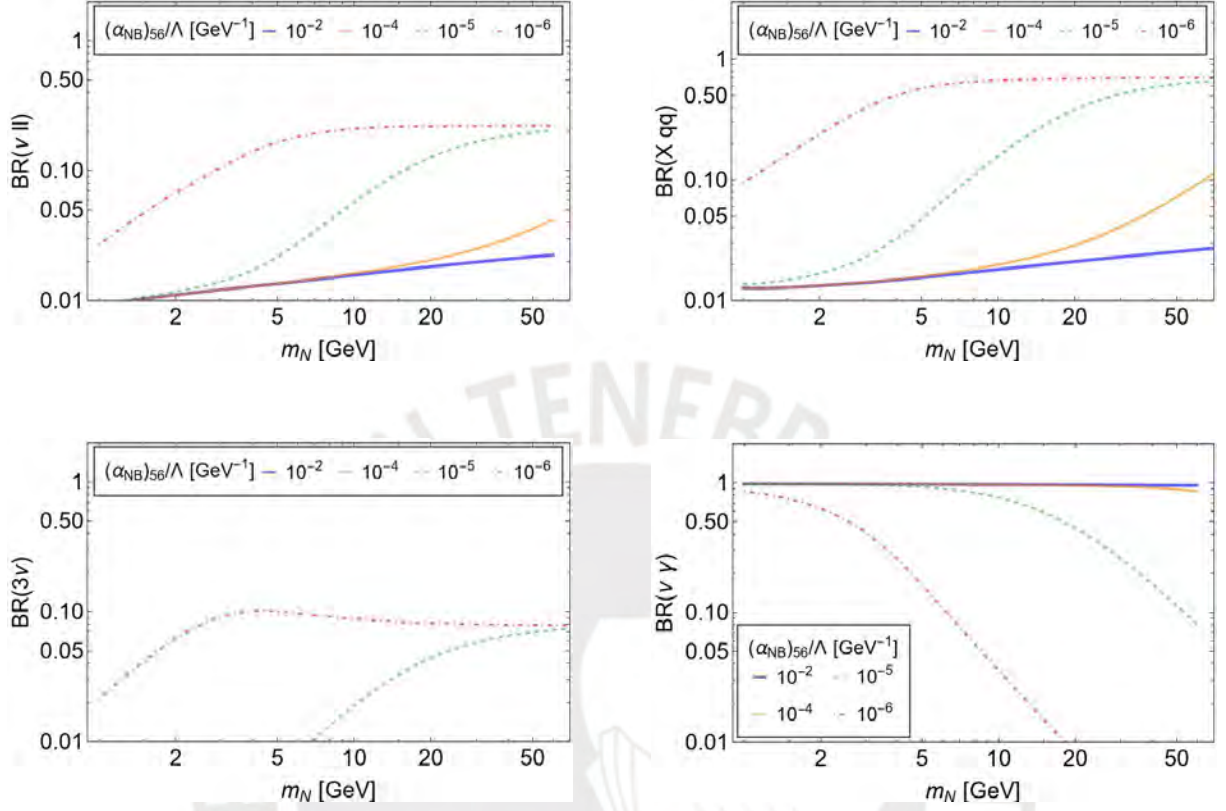 (α_NB)_56/Λ [GeV⁻¹] 10⁻² 10⁻⁴ 10⁻⁵ 10⁻⁶
BR(ν ll)
1
0.50
0.10
0.05
0.01
2 5 10 20 50
m_N [GeV]
(α_NB)_56/Λ [GeV⁻¹] 10⁻² 10⁻⁴ 10⁻⁵ 10⁻⁶
BR(X qq)
1
0.50
0.10
0.05
0.01
2 5 10 20 50
m_N [GeV]
TENEBR
(α_NB)_56/Λ [GeV⁻¹] 10⁻² 10⁻⁴ 10⁻⁵ 10⁻⁶
BR(3ν)
1
0.50
0.10
0.05
0.01
2 5 10 20 50
m_N [GeV]
BR(ν γ)
1
0.50
0.10
0.05
0.01
(α_NB)_56/Λ [GeV⁻¹]
10⁻² 10⁻⁵
10⁻⁴ 10⁻⁶
2 5 10 20 50
m_N [GeV]